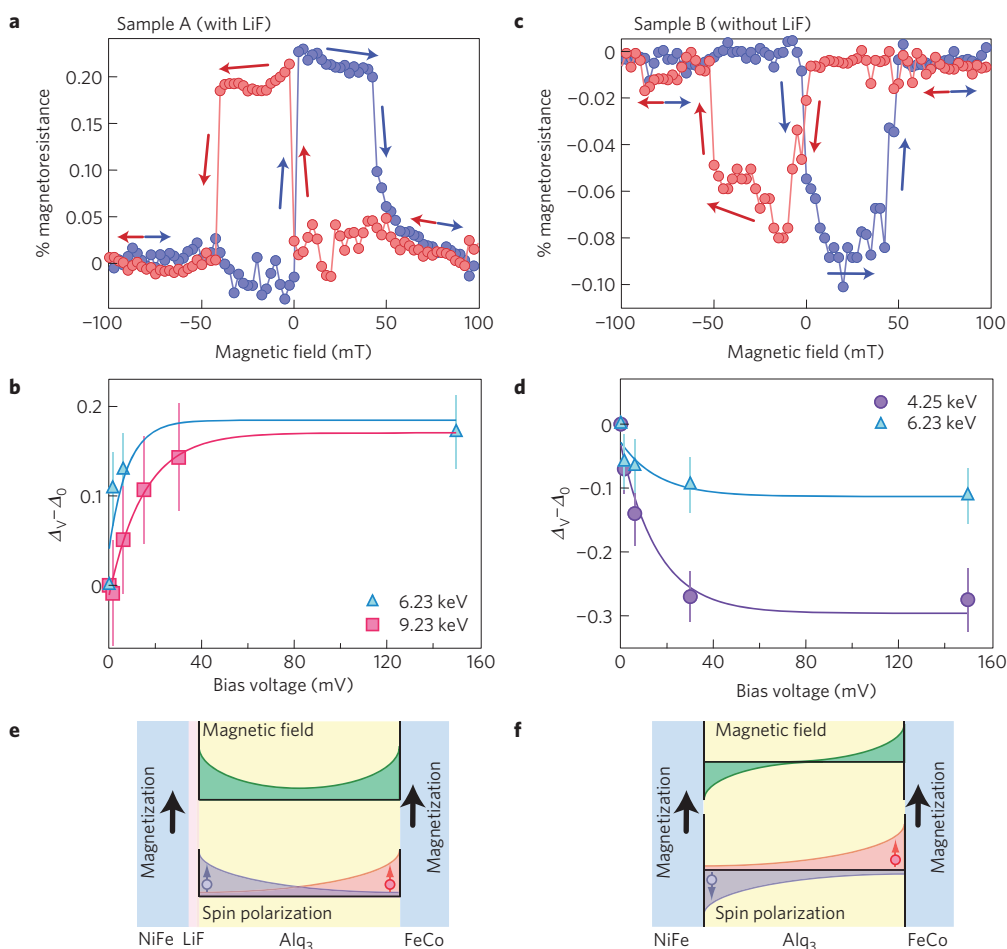 a
Sample A (with LiF)
% magnetoresistance
0.20
0.15
0.10
0.05
0
−100
−50
0
50
100
Magnetic field (mT)
c
Sample B (without LiF)
% magnetoresistance
0
−0.02
−0.04
−0.06
−0.08
−0.10
−100
−50
0
50
100
Magnetic field (mT)
b
ΔV − Δ0
0.2
0.1
0
6.23 keV
9.23 keV
0
40
80
120
160
Bias voltage (mV)
d
ΔV − Δ0
0
−0.1
−0.2
−0.3
4.25 keV
6.23 keV
0
40
80
120
160
Bias voltage (mV)
e
Magnetic field
Magnetization
Magnetization
Spin polarization
NiFe
LiF
Alq3
FeCo
f
Magnetic field
Magnetization
Magnetization
Spin polarization
NiFe
Alq3
FeCo